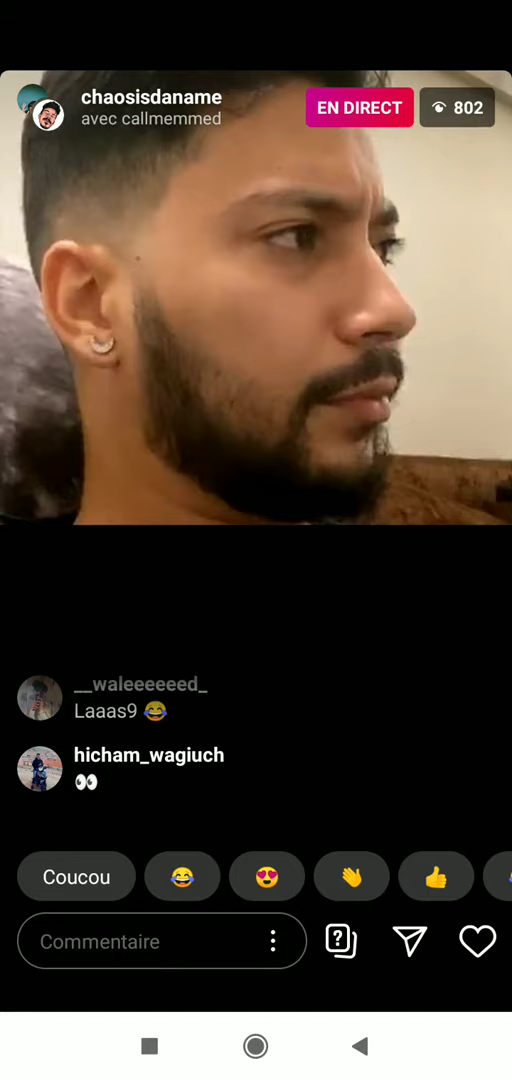 chaosisdaname
avec callmemmed
EN DIRECT
802
__waleeeeeed_
Laaas9 😂
hicham_wagiuch
👀
Coucou 😂 😍 👋 👍
Commentaire